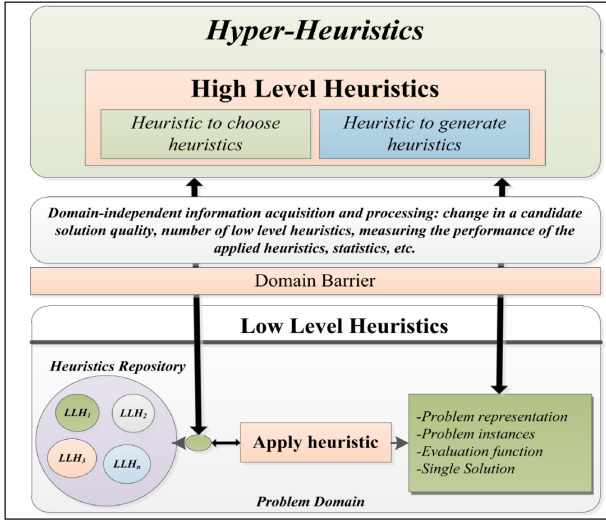 Hyper-Heuristics
High Level Heuristics
Heuristic to choose
heuristics
Heuristic to generate
heuristics
Domain-independent information acquisition and processing: change in a candidate
solution quality, number of low level heuristics, measuring the performance of the
applied heuristics, statistics, etc.
Domain Barrier
Low Level Heuristics
Heuristics Repository
LLH1
LLH2
LLH3
LLHn
Apply heuristic
-Problem representation
-Problem instances
-Evaluation function
-Single Solution
Problem Domain